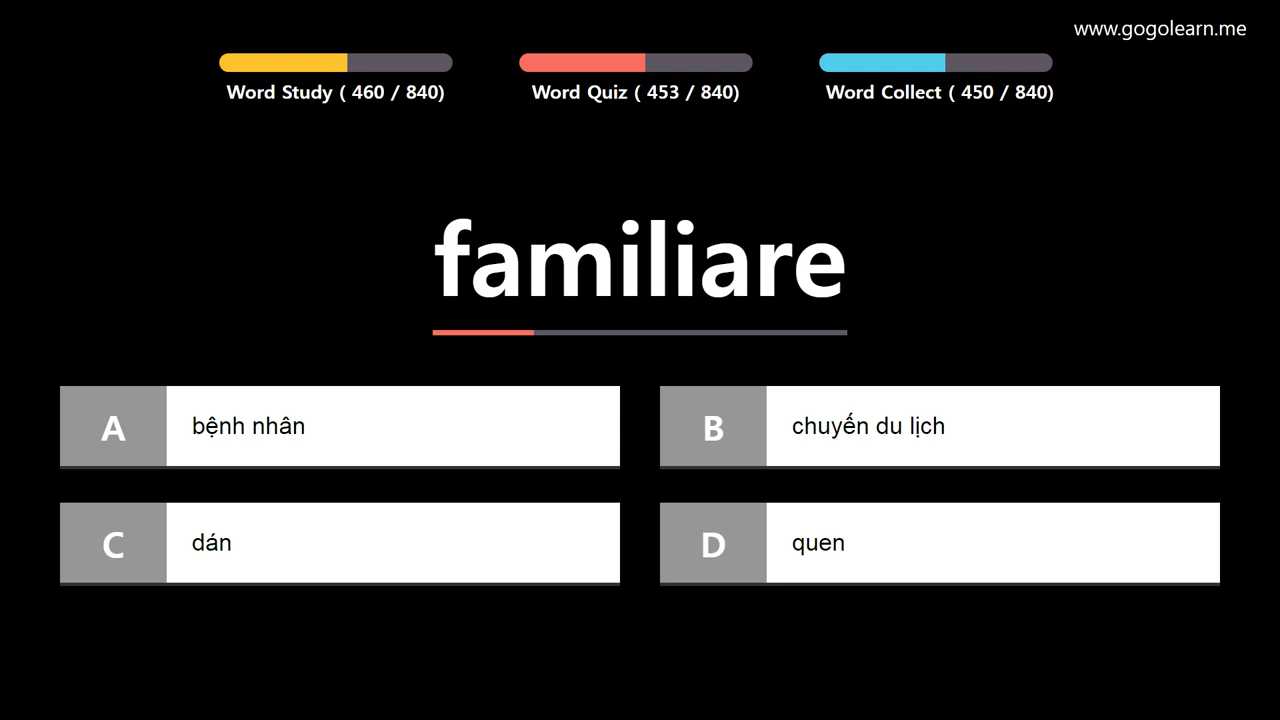 www.gogolearn.me
Word Study ( 460 / 840)
Word Quiz ( 453 / 840)
Word Collect ( 450 / 840)
familiare
A bệnh nhân
B chuyến du lịch
C dán
D quen